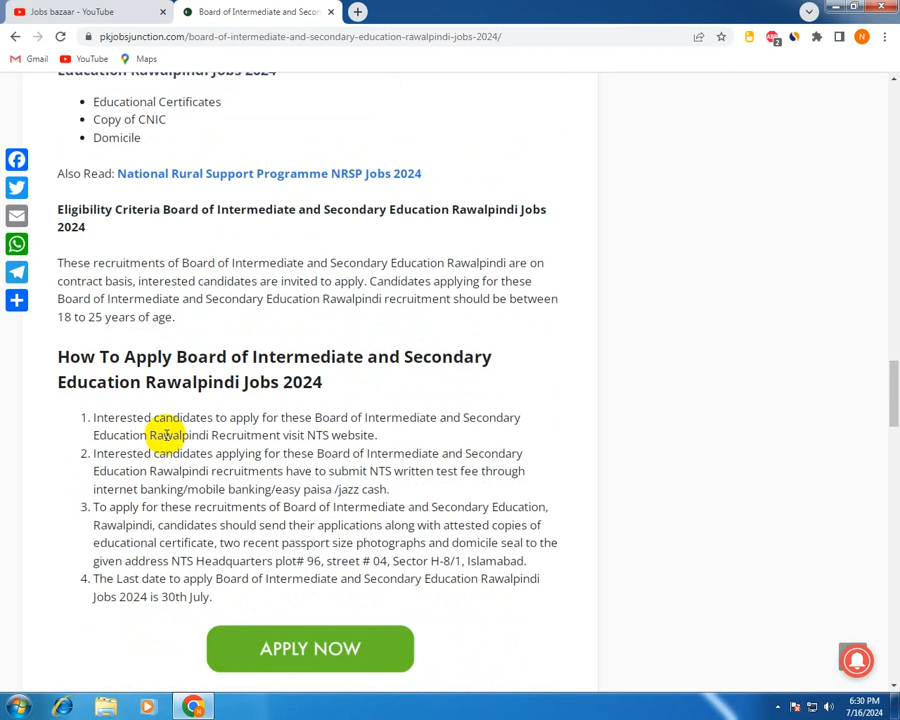 Jobs bazaar - YouTube
Board of Intermediate and Secon
pkjobsjunction.com/board-of-intermediate-and-secondary-education-rawalpindi-jobs-2024/
Gmail YouTube Maps
Education Rawalpindi Jobs 2024
• Educational Certificates
• Copy of CNIC
• Domicile
Also Read: National Rural Support Programme NRSP Jobs 2024
Eligibility Criteria Board of Intermediate and Secondary Education Rawalpindi Jobs
2024
These recruitments of Board of Intermediate and Secondary Education Rawalpindi are on
contract basis, interested candidates are invited to apply. Candidates applying for these
Board of Intermediate and Secondary Education Rawalpindi recruitment should be between
18 to 25 years of age.
How To Apply Board of Intermediate and Secondary
Education Rawalpindi Jobs 2024
1. Interested candidates to apply for these Board of Intermediate and Secondary
Education Rawalpindi Recruitment visit NTS website.
2. Interested candidates applying for these Board of Intermediate and Secondary
Education Rawalpindi recruitments have to submit NTS written test fee through
internet banking/mobile banking/easy paisa /jazz cash.
3. To apply for these recruitments of Board of Intermediate and Secondary Education,
Rawalpindi, candidates should send their applications along with attested copies of
educational certificate, two recent passport size photographs and domicile seal to the
given address NTS Headquarters plot# 96, street # 04, Sector H-8/1, Islamabad.
4. The Last date to apply Board of Intermediate and Secondary Education Rawalpindi
Jobs 2024 is 30th July.
APPLY NOW
6:30 PM
7/16/2024